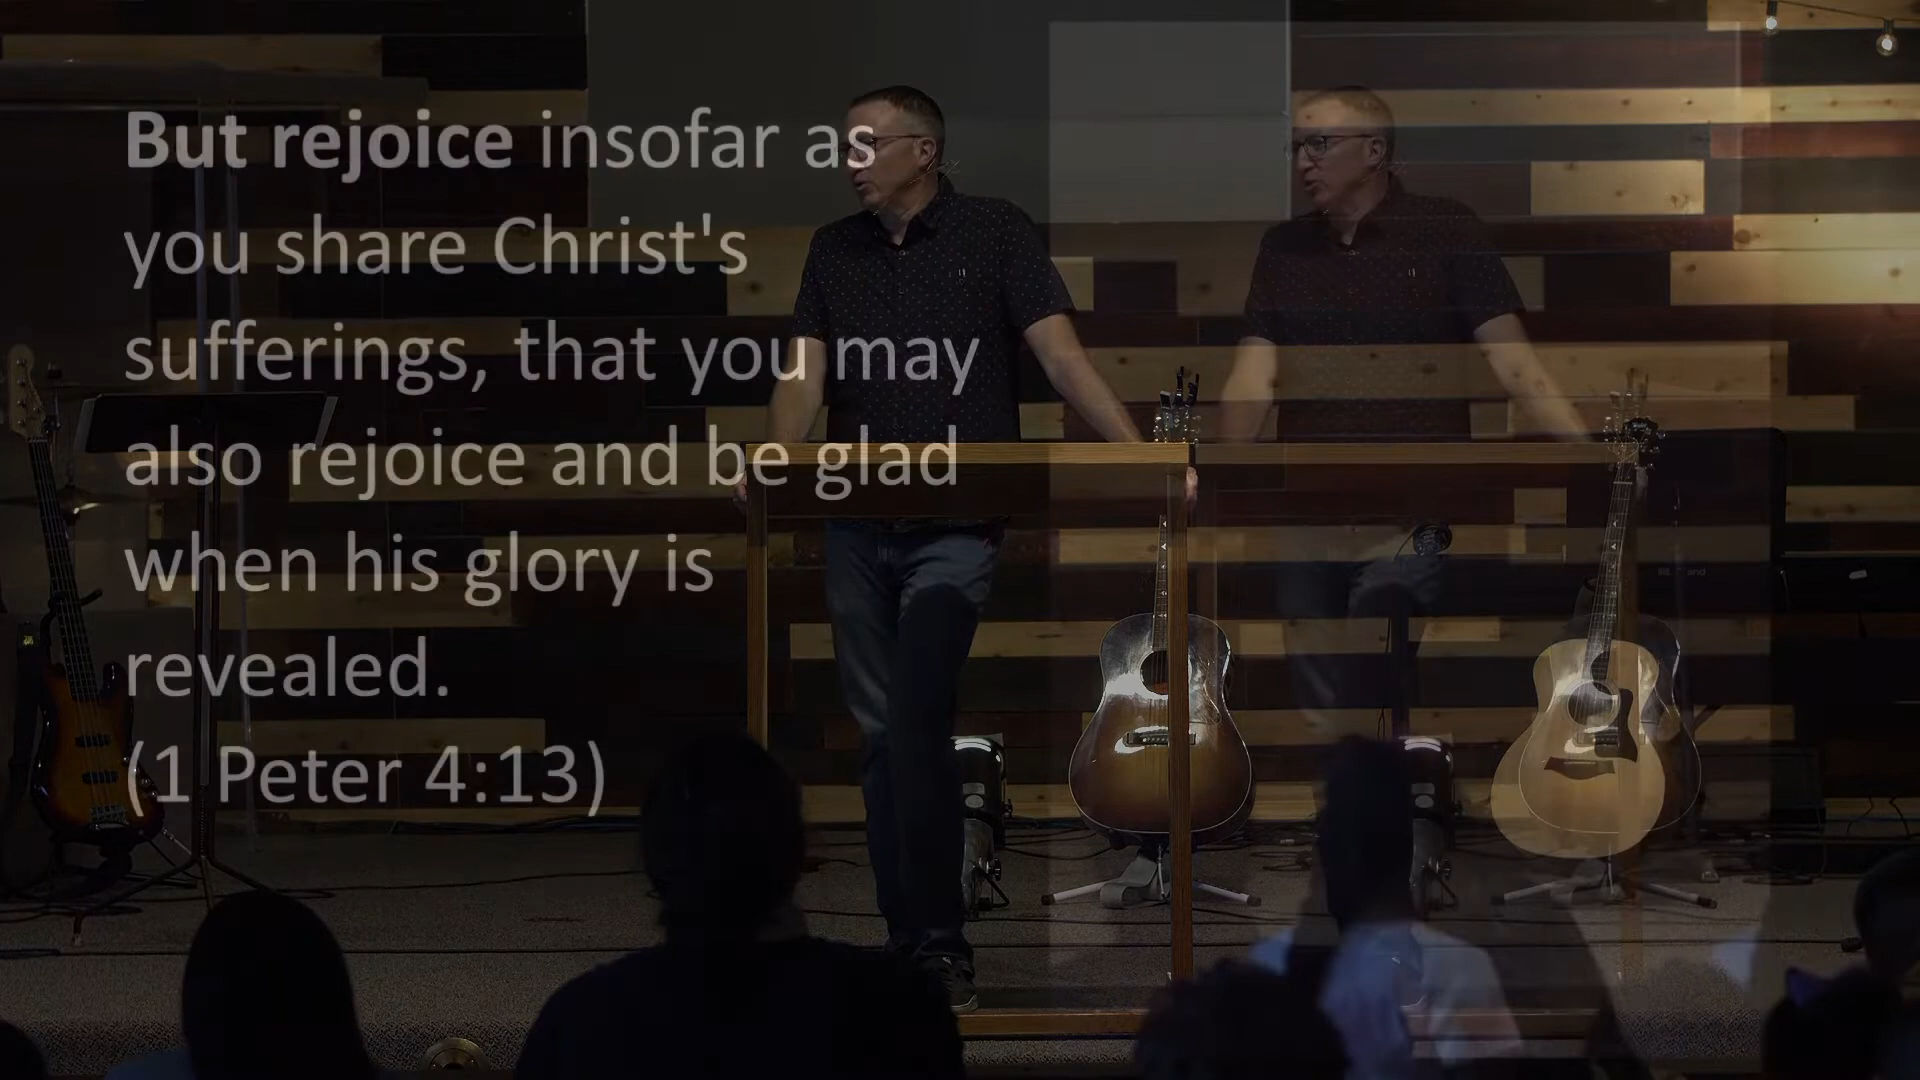 But rejoice insofar as
you share Christ's
sufferings, that you may
also rejoice and be glad
when his glory is
revealed.
(1 Peter 4:13)